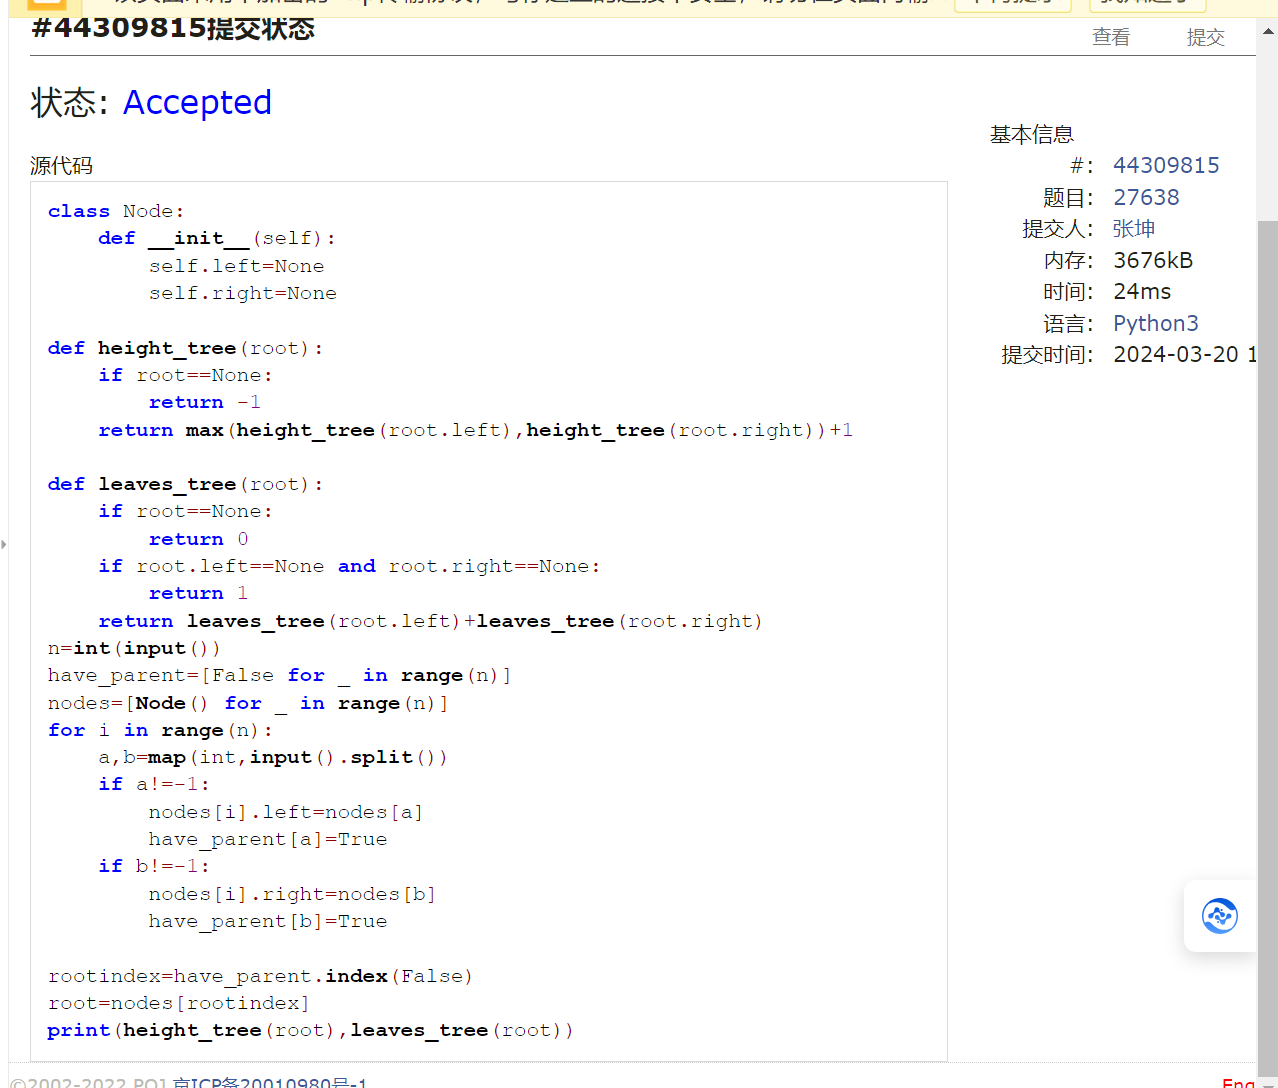 #44309815提交状态
查看 提交
状态: Accepted
基本信息
#: 44309815
题目: 27638
提交人: 张坤
内存: 3676kB
时间: 24ms
语言: Python3
提交时间: 2024-03-20 1
源代码
class Node:
    def __init__(self):
        self.left=None
        self.right=None

def height_tree(root):
    if root==None:
        return -1
    return max(height_tree(root.left),height_tree(root.right))+1

def leaves_tree(root):
    if root==None:
        return 0
    if root.left==None and root.right==None:
        return 1
    return leaves_tree(root.left)+leaves_tree(root.right)
n=int(input())
have_parent=[False for _ in range(n)]
nodes=[Node() for _ in range(n)]
for i in range(n):
    a,b=map(int,input().split())
    if a!=-1:
        nodes[i].left=nodes[a]
        have_parent[a]=True
    if b!=-1:
        nodes[i].right=nodes[b]
        have_parent[b]=True

rootindex=have_parent.index(False)
root=nodes[rootindex]
print(height_tree(root),leaves_tree(root))
©2002-2022 POJ 京ICP备20010980号-1
Eng